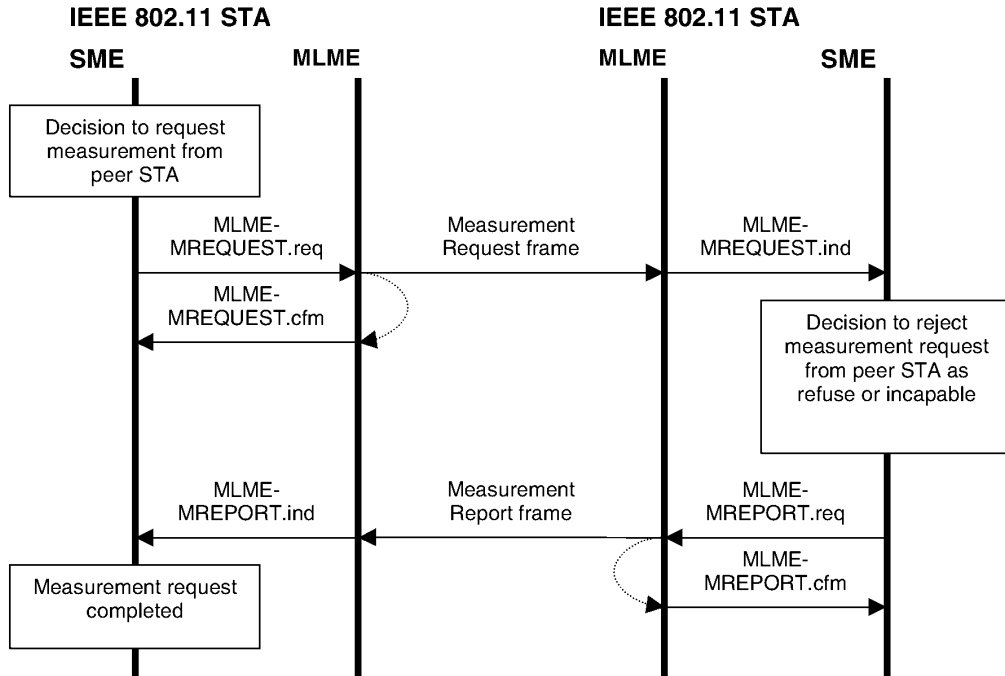 IEEE 802.11 STA
IEEE 802.11 STA
SME
MLME
MLME
SME
Decision to request
measurement from
peer STA
MLME-
MREQUEST.req
Measurement
Request frame
MLME-
MREQUEST.ind
MLME-
MREQUEST.cfm
Decision to reject
measurement request
from peer STA as
refuse or incapable
MLME-
MREPORT.ind
Measurement
Report frame
MLME-
MREPORT.req
MLME-
MREPORT.cfm
Measurement request
completed